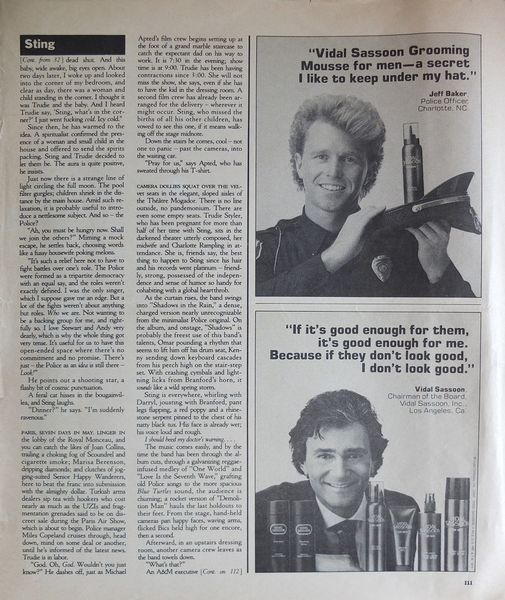 Sting
[Cont. from 32] dead shut. And this
baby, wide awake, big eyes open. About
two days later, I woke up and looked
into the corner of my bedroom, and
clear as day, there was a woman and
child standing in the corner. I thought it
was Trudie and the baby. And I heard
Trudie say, 'Sting, what's in the cor-
ner?' I just went fucking cold. Icy cold."
Since then, he has warmed to the
idea. A spiritualist confirmed the pres-
ence of a woman and small child in the
house and offered to send the spirits
packing. Sting and Trudie decided to
let them be. The aura is quite positive,
he insists.
Just now there is a strange line of
light circling the full moon. The pool
filter gurgles; children shriek in the dis-
tance by the main house. Amid such re-
laxation, it is probably useful to intro-
duce a nettlesome subject. And so – the
Police?
"Ah, you must be hungry now. Shall
we join the others?" Miming a mock
escape, he settles back, choosing words
like a fussy housewife poking melons.
"It's such a relief here not to have to
fight battles over one's role. The Police
were formed as a tripartite democracy
with an equal say, and the roles weren't
exactly defined. I was the only singer,
which I suppose gave me an edge. But a
lot of the fights weren't about anything
but roles. Who we are. Not wanting to
be a backing group for me, and right-
fully so. I love Stewart and Andy very
dearly, which is why the whole thing got
very tense. It's useful for us to have this
open-ended space where there's no
commitment and no promise. There's
just – the Police as an idea is still there –
Look!"
He points out a shooting star, a
flashy bit of cosmic punctuation.
A feral cat hisses in the bougainvil-
lea, and Sting laughs.
"Dinner?" he says. "I'm suddenly
ravenous."
PARIS, SEVEN DAYS IN MAY. LINGER IN
the lobby of the Royal Monceau, and
you can catch the likes of Joan Collins,
trailing a choking fog of Scoundrel and
cigarette smoke; Marisa Berenson,
dripping diamonds; and clutches of jog-
ging-suited Senior Happy Wanderers,
here to beat the franc into submission
with the almighty dollar. Turkish arms
dealers sip tea with hookers who cost
nearly as much as the UZIs and frag-
mentation grenades said to be on dis-
creet sale during the Paris Air Show,
which is about to begin. Police manager
Miles Copeland cruises through, head
down, mind on some deal or another,
until he's informed of the latest news.
Trudie is in labor.
"God. Oh, God. Wouldn't you just
know?" He dashes off, just as Michael
Apted's film crew begins setting up at
the foot of a grand marble staircase to
catch the expectant dad on his way to
work. It is 7:30 in the evening; show
time is at 9:00. Trudie has been having
contractions since 3:00. She will not
miss the show, she says, even if she has
to have the kid in the dressing room. A
second film crew has already been ar-
ranged for the delivery – wherever it
might occur. Sting, who missed the
births of all his other children, has
vowed to see this one, if it means walk-
ing off the stage midtone.
Down the stairs he comes, cool – not
one to panic – past the cameras, into
the waiting car.
"Pray for us," says Apted, who has
sweated through his T-shirt.
CAMERA DOLLIES SQUAT OVER THE VEL-
vet seats in the elegant, sloped aisles of
the Théâtre Mogador. There is no line
outside, no pandemonium. There are
even some empty seats. Trudie Styler,
who has been pregnant for more than
half of her time with Sting, sits in the
darkened theater utterly composed, her
midwife and Charlotte Rampling in at-
tendance. She is, friends say, the best
thing to happen to Sting since his hair
and his records went platinum – friend-
ly, strong, possessed of the independ-
ence and sense of humor so handy for
cohabiting with a global heartthrob.
As the curtain rues, the band swings
into "Shadows in the Rain," a dense,
charged version nearly unrecognizable
from the minimalist Police original. On
the album, and onstage, "Shadows" is
probably the freest use of this band's
talents, Omar pounding a rhythm that
seems to lift him off his drum seat, Ken-
ny sending down keyboard cascades
from his perch high on the stair-step
set. With crashing cymbals and light-
ning licks from Branford's horn, it
sounds like a wild spring storm.
Sting is everywhere, whirling with
Darryl, jousting with Branford, pant
legs flapping, a red poppy and a rhine-
stone serpent pinned to the chest of his
natty black tux. His face is alred wet;
his voice loud and rough.
I should heed my doctor's warning. . . .
The music comes easily, and by the
time the band has been through the al-
bum cuts, through a galvanizing reggae-
infused medley of "One World" and
"Love Is the Seventh Wave," grafting
old Police songs to the more spacious
Blue Turtles sound, the audience is
churning; a rocket version of "Demoli-
tion Man" hauls the last holdouts to
their feet. From the stage, hand-held
cameras pan happy faces, waving arms,
flicked Bics held high for one encore,
then a second.
Afterward, in an upstairs dressing
room, another camera crew leaves as
the band towels down.
"What's that?"
An A&M executive [Cont. on 112]
"Vidal Sassoon Grooming
Mousse for men—a secret
I like to keep under my hat."
Jeff Baker,
Police Officer,
Charlotte, NC.
"If it's good enough for them,
it's good enough for me.
Because if they don't look good,
I don't look good."
Vidal Sassoon,
Chairman of the Board,
Vidal Sassoon, Inc.,
Los Angeles, Ca.
111